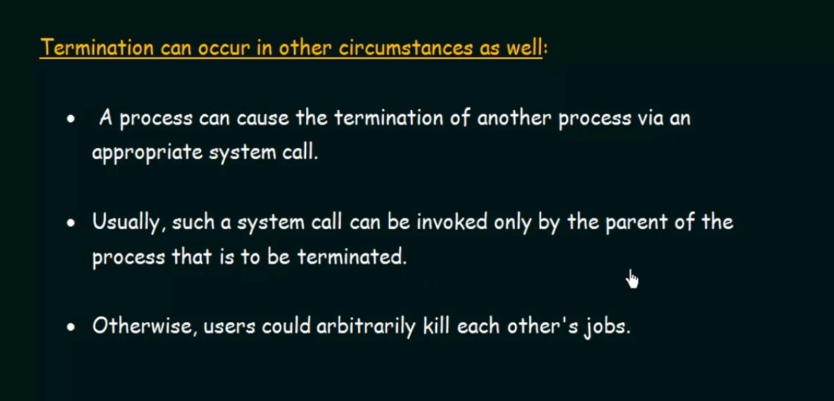 Termination can occur in other circumstances as well:
• A process can cause the termination of another process via an
appropriate system call.
• Usually, such a system call can be invoked only by the parent of the
process that is to be terminated.
• Otherwise, users could arbitrarily kill each other's jobs.